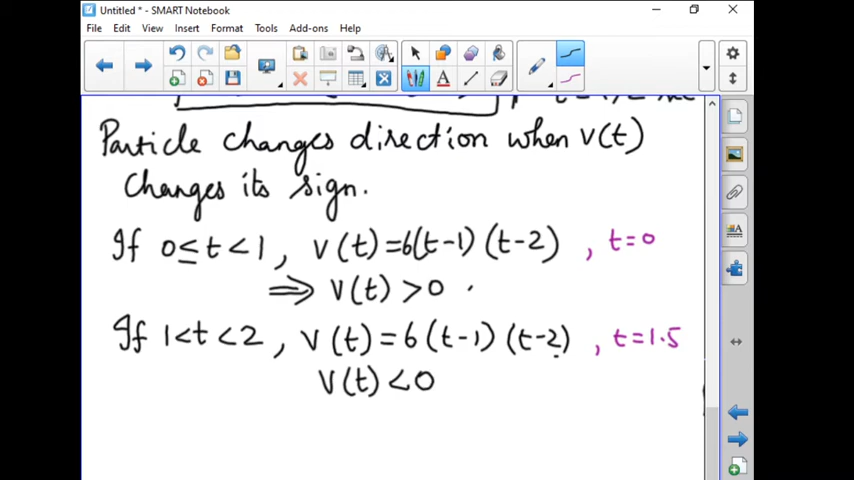 Untitled * - SMART Notebook
File Edit View Insert Format Tools Add-ons Help
Particle changes direction when v(t)
changes its sign.
If 0≤t<1, v(t)=6(t-1)(t-2) , t=0
⇒ v(t)>0 .
If 1<t<2, v(t)=6(t-1)(t-2) , t=1.5
v(t)<0